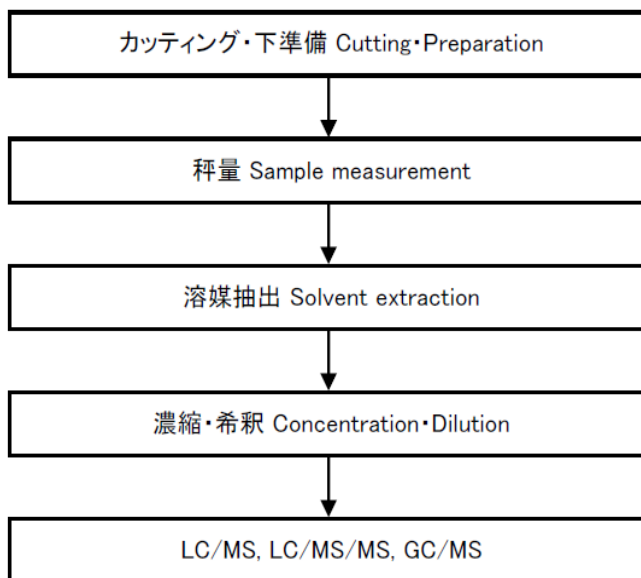 カッティング・下準備 Cutting・Preparation
秤量 Sample measurement
溶媒抽出 Solvent extraction
濃縮・希釈 Concentration・Dilution
LC/MS, LC/MS/MS, GC/MS